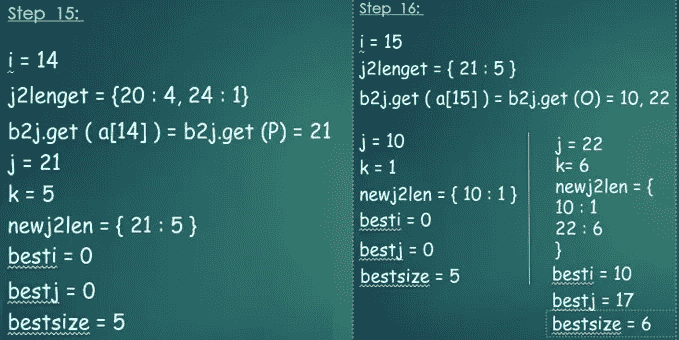 Step 15:
i = 14
j2lenget = {20 : 4, 24 : 1}
b2j.get ( a[14] ) = b2j.get (P) = 21
j = 21
k = 5
newj2len = { 21 : 5 }
besti = 0
bestj = 0
bestsize = 5
Step 16:
i = 15
j2lenget = { 21 : 5 }
b2j.get ( a[15] ) = b2j.get (O) = 10, 22
j = 10
k = 1
newj2len = { 10 : 1 }
besti = 0
bestj = 0
bestsize = 5
j = 22
k= 6
newj2len = {
10 : 1
22 : 6
}
besti = 10
bestj = 17
bestsize = 6